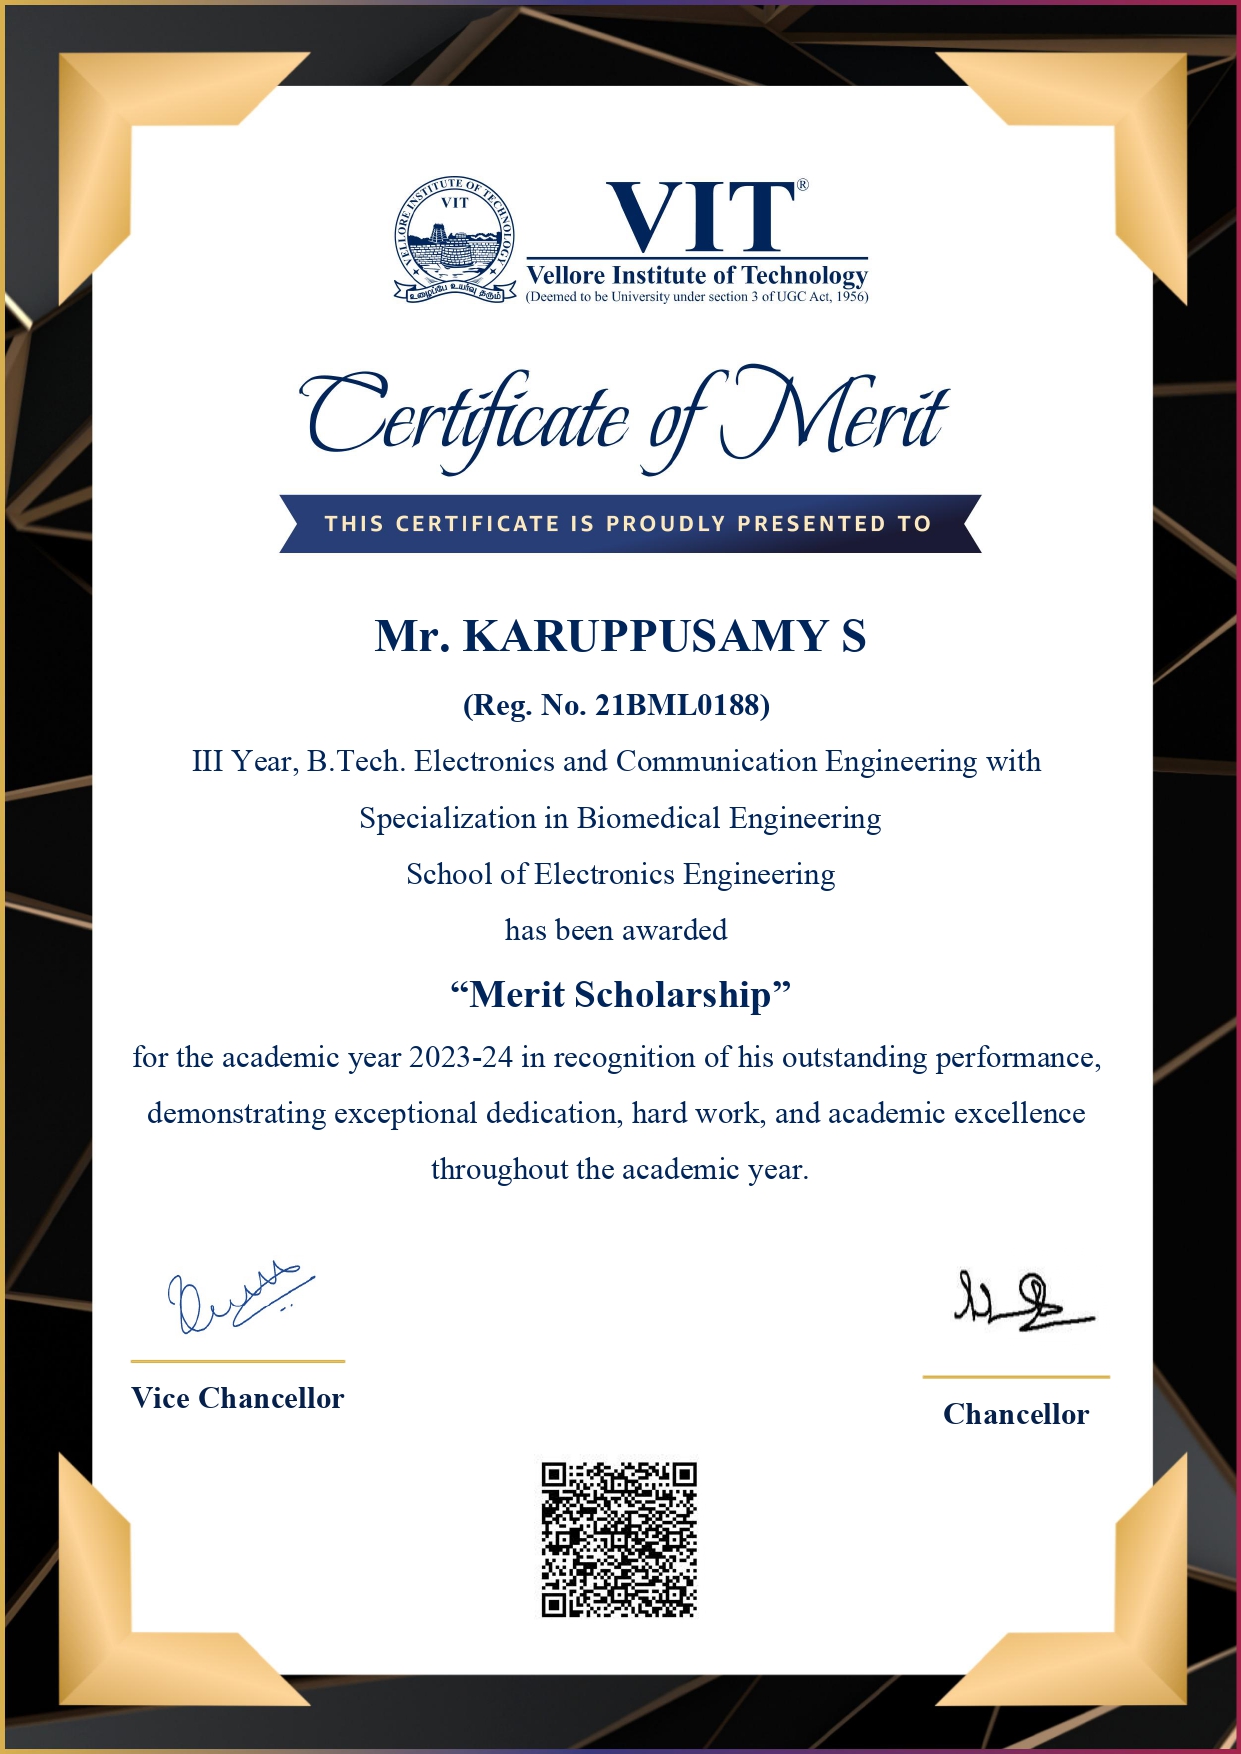 VELLORE INSTITUTE OF TECHNOLOGY
VIT
உழைப்பே உயர்வு தரும்
VIT®
Vellore Institute of Technology
(Deemed to be University under section 3 of UGC Act, 1956)
Certificate of Merit
THIS CERTIFICATE IS PROUDLY PRESENTED TO
Mr. KARUPPUSAMY S
(Reg. No. 21BML0188)
III Year, B.Tech. Electronics and Communication Engineering with
Specialization in Biomedical Engineering
School of Electronics Engineering
has been awarded
“Merit Scholarship”
for the academic year 2023-24 in recognition of his outstanding performance,
demonstrating exceptional dedication, hard work, and academic excellence
throughout the academic year.
Vice Chancellor
Chancellor